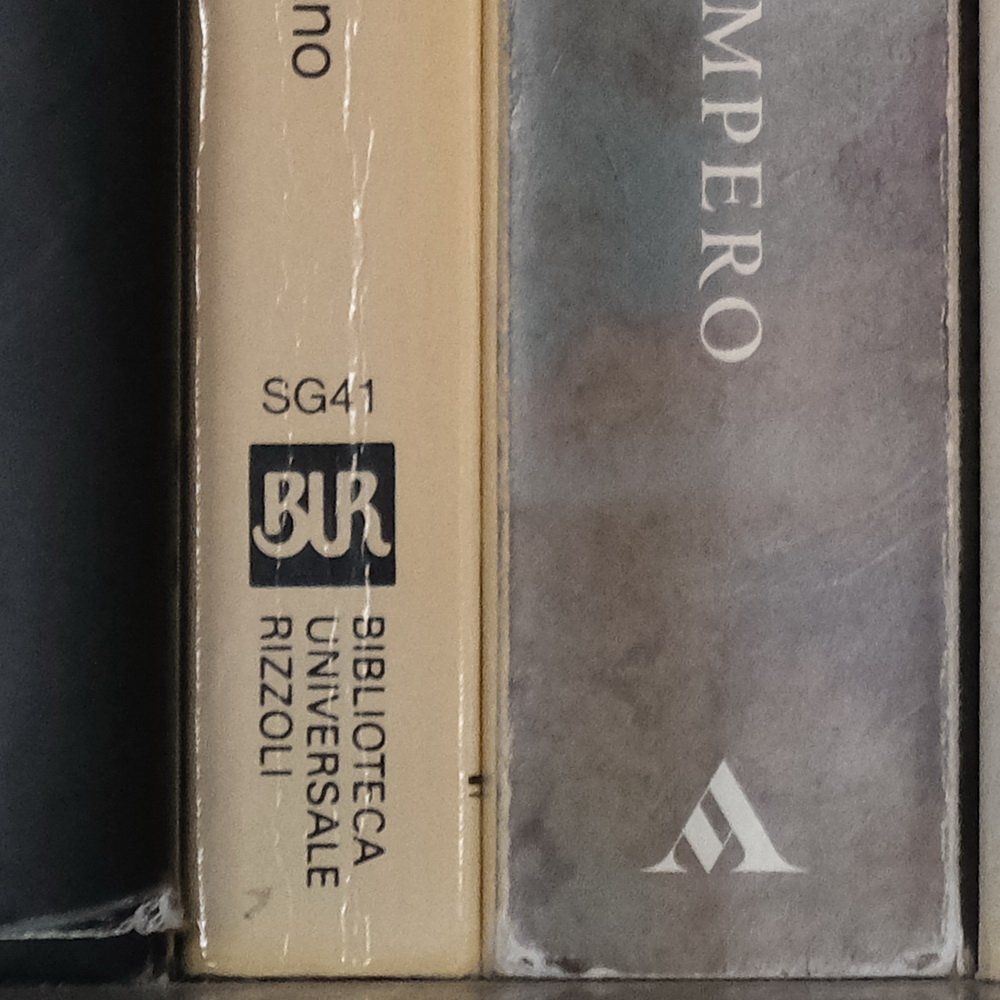 no
SG41
BUR
BIBLIOTECA
UNIVERSALE
RIZZOLI
MPERO